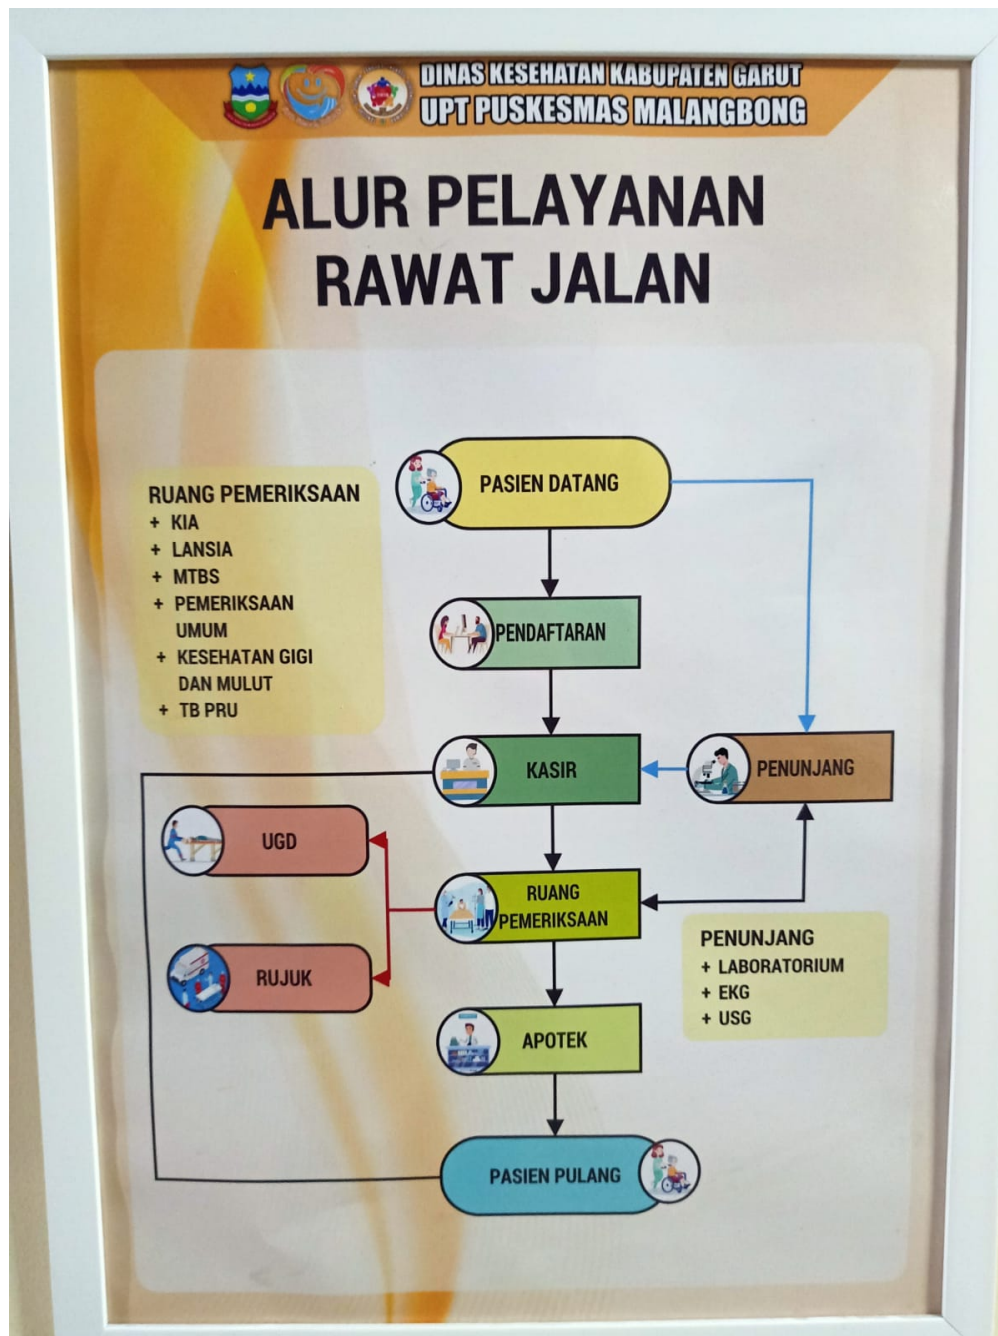 DINAS KESEHATAN KABUPATEN GARUT
UPT PUSKESMAS MALANGBONG
ALUR PELAYANAN
RAWAT JALAN
RUANG PEMERIKSAAN
+ KIA
+ LANSIA
+ MTBS
+ PEMERIKSAAN
UMUM
+ KESEHATAN GIGI
DAN MULUT
+ TB PRU
PASIEN DATANG
PENDAFTARAN
KASIR
PENUNJANG
UGD
RUANG
PEMERIKSAAN
RUJUK
PENUNJANG
+ LABORATORIUM
+ EKG
+ USG
APOTEK
PASIEN PULANG